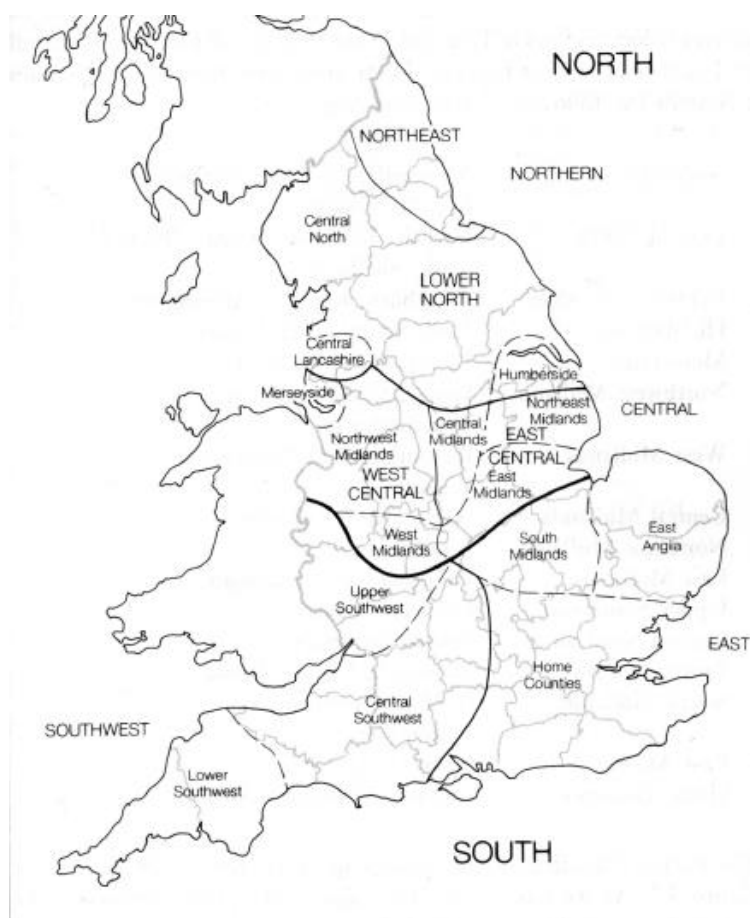 NORTH
NORTHEAST
NORTHERN
Central
North
LOWER
NORTH
Central
Lancashire
Humberside
Merseyside
Northeast
Midlands
CENTRAL
Central
Midlands
Northwest
Midlands
EAST
CENTRAL
WEST
CENTRAL
East
Midlands
West
Midlands
South
Midlands
East
Anglia
Upper
Southwest
EAST
Home
Counties
Central
Southwest
SOUTHWEST
Lower
Southwest
SOUTH